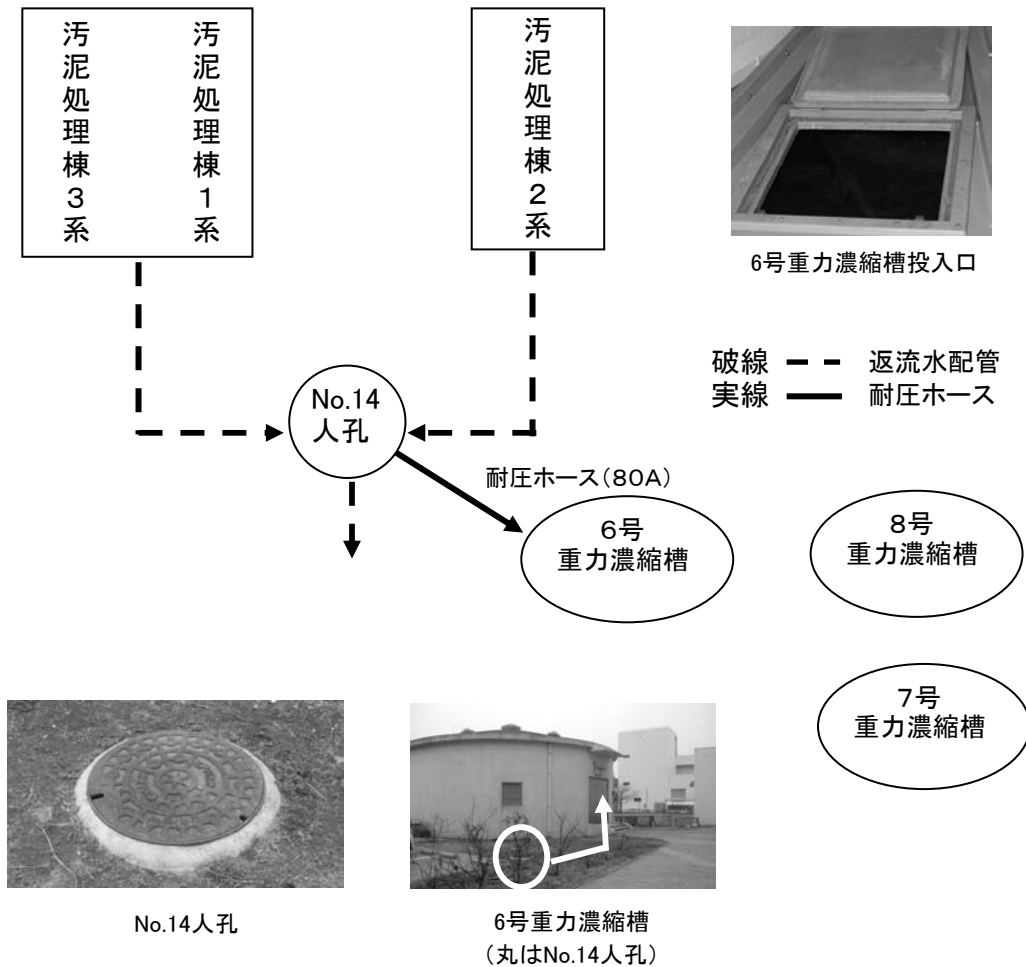 汚泥処理棟3系
汚泥処理棟1系
汚泥処理棟2系
6号重力濃縮槽投入口
破線 返流水配管
実線 耐圧ホース
No.14
人孔
耐圧ホース(80A)
6号
重力濃縮槽
8号
重力濃縮槽
7号
重力濃縮槽
No.14人孔
6号重力濃縮槽
(丸はNo.14人孔)